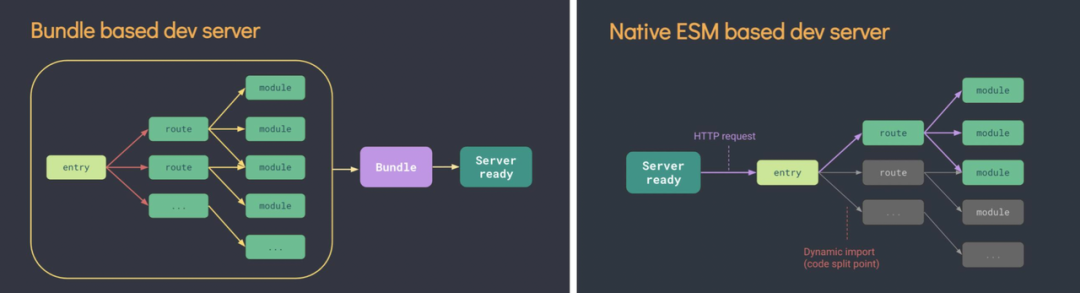 Bundle based dev server
module
route
module
entry
route
module
Bundle
Server
ready
...
module
...
Native ESM based dev server
module
HTTP request
route
module
Server
ready
entry
route
module
...
module
Dynamic import
(code split point)
...